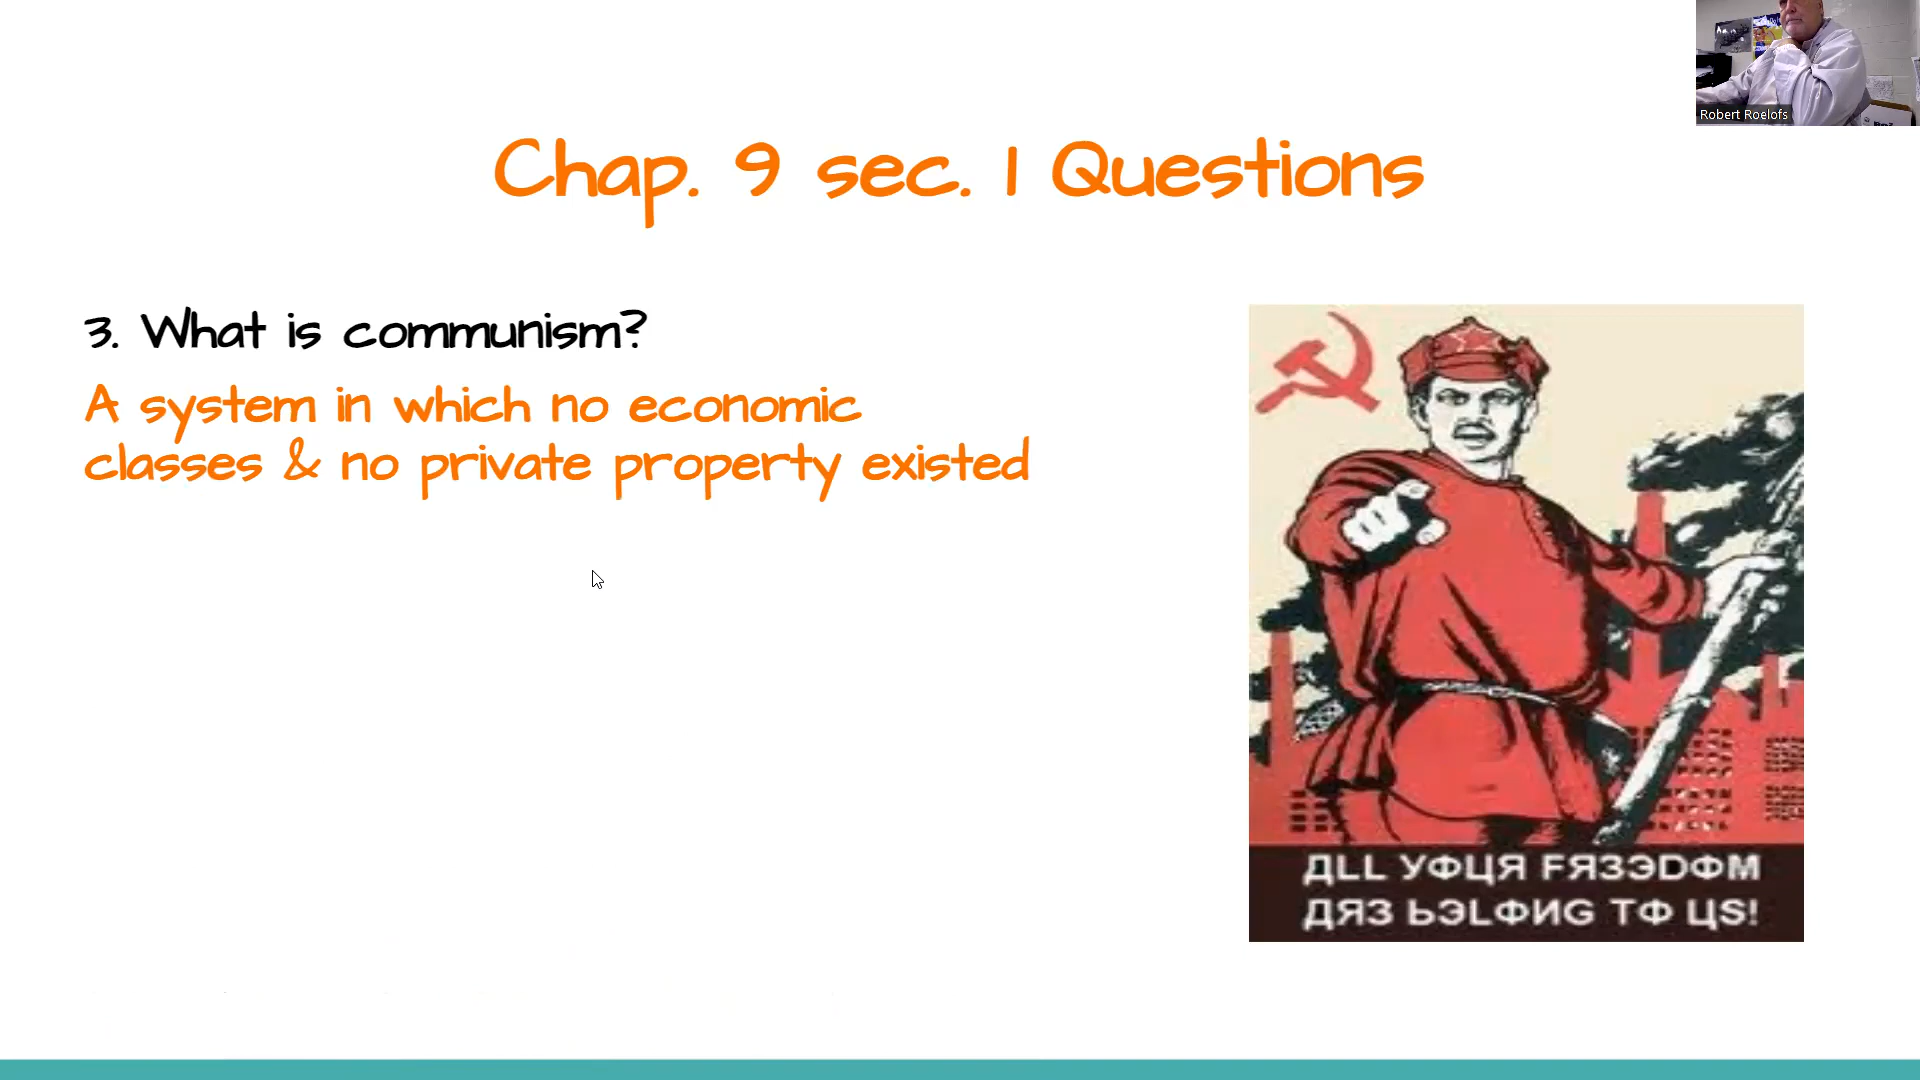 Robert Roelofs
Chap. 9 sec. 1 Questions
3. What is communism?
A system in which no economic
classes & no private property existed
ДLL УФЦЯ FЯЗЭDФМ
ДЯЗ ЬЭLФИG TФ ЦS!